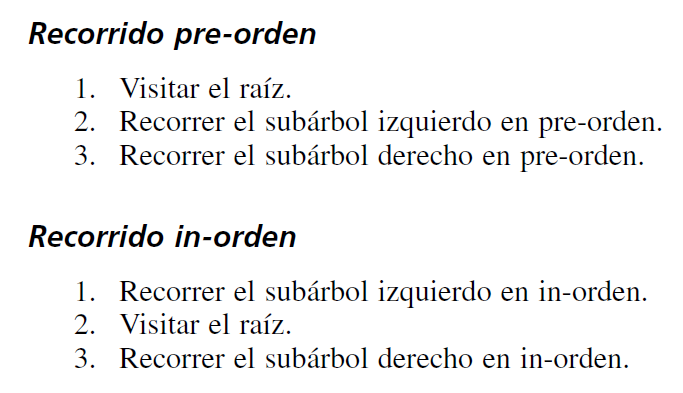 Recorrido pre-orden
1. Visitar el raíz.
2. Recorrer el subárbol izquierdo en pre-orden.
3. Recorrer el subárbol derecho en pre-orden.
Recorrido in-orden
1. Recorrer el subárbol izquierdo en in-orden.
2. Visitar el raíz.
3. Recorrer el subárbol derecho en in-orden.